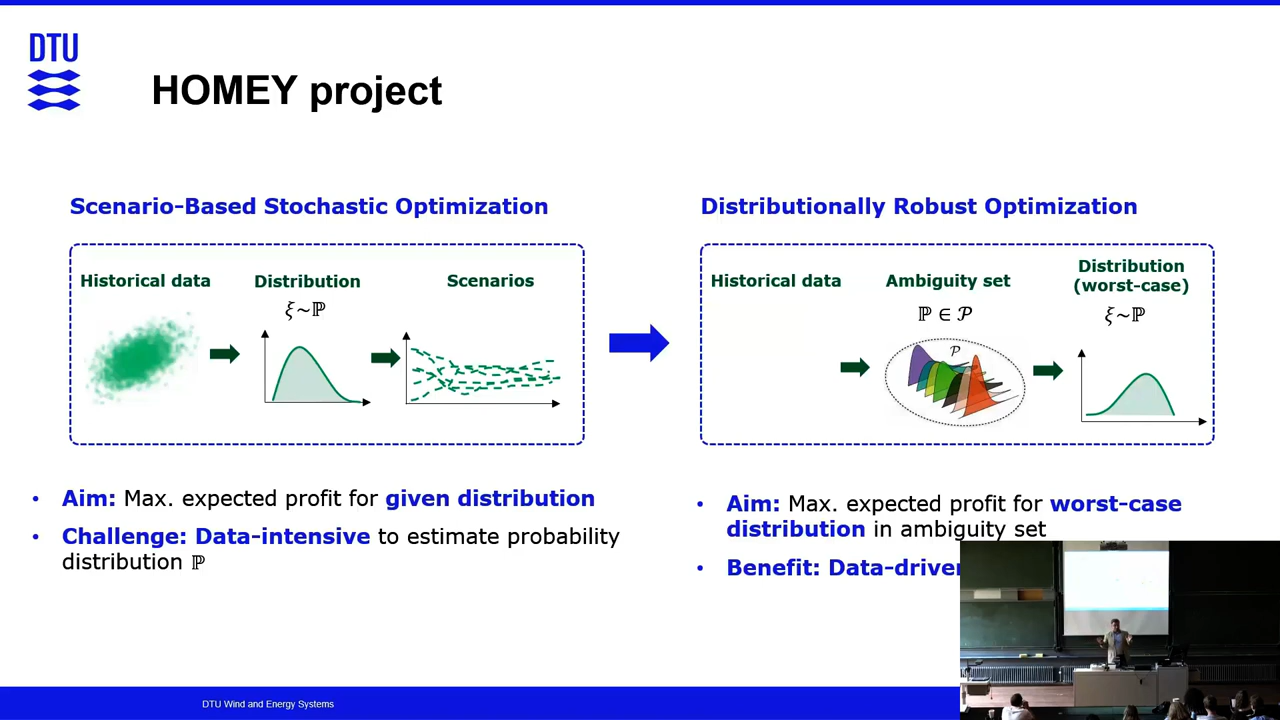 DTU
HOMEY project
Scenario-Based Stochastic Optimization
Historical data
Distribution
ξ~ℙ
Scenarios
Aim: Max. expected profit for given distribution
Challenge: Data-intensive to estimate probability
distribution ℙ
Distributionally Robust Optimization
Historical data
Ambiguity set
ℙ ∈ 𝒫
𝒫
Distribution
(worst-case)
ξ~ℙ
Aim: Max. expected profit for worst-case
distribution in ambiguity set
Benefit: Data-driven
DTU Wind and Energy Systems